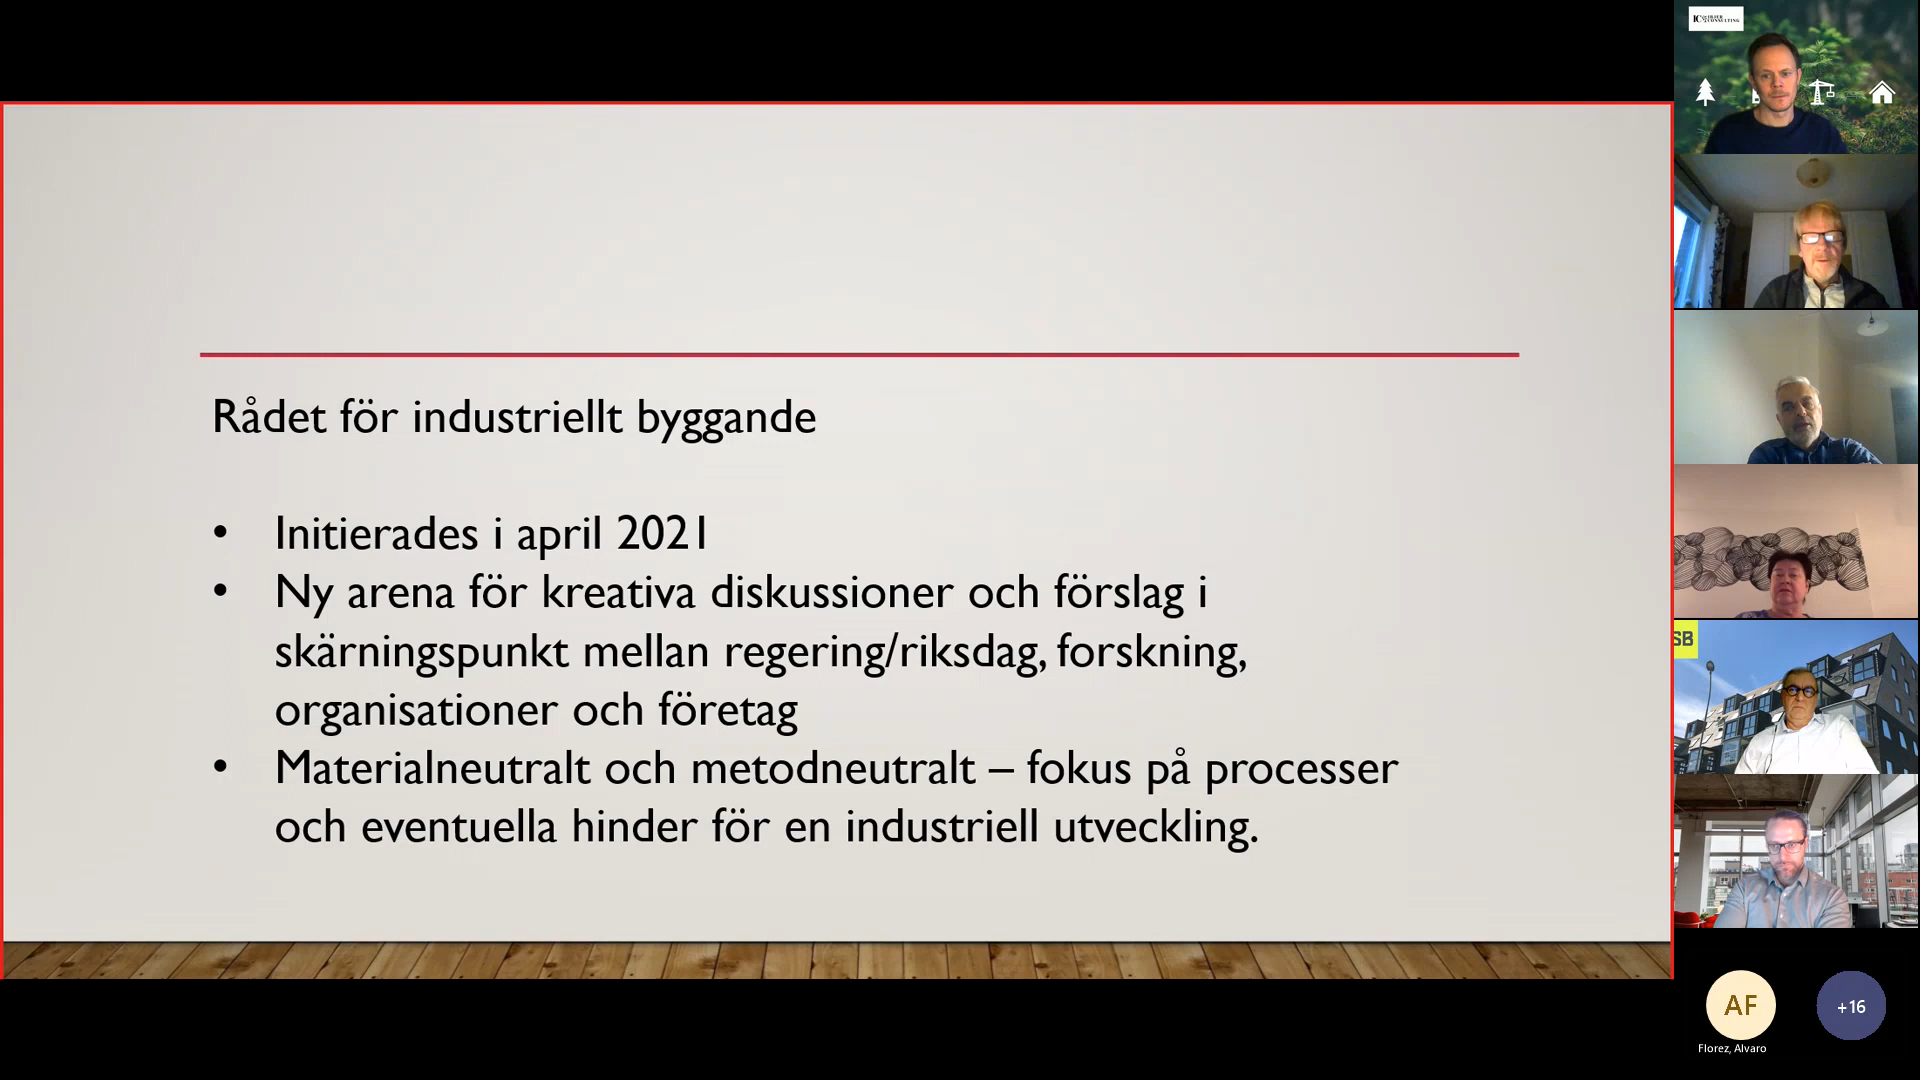 Rådet för industriellt byggande
• Initierades i april 2021
• Ny arena för kreativa diskussioner och förslag i
skärningspunkt mellan regering/riksdag, forskning,
organisationer och företag
• Materialneutralt och metodneutralt – fokus på processer
och eventuella hinder för en industriell utveckling.
SB
AF
+16
Florez, Alvaro